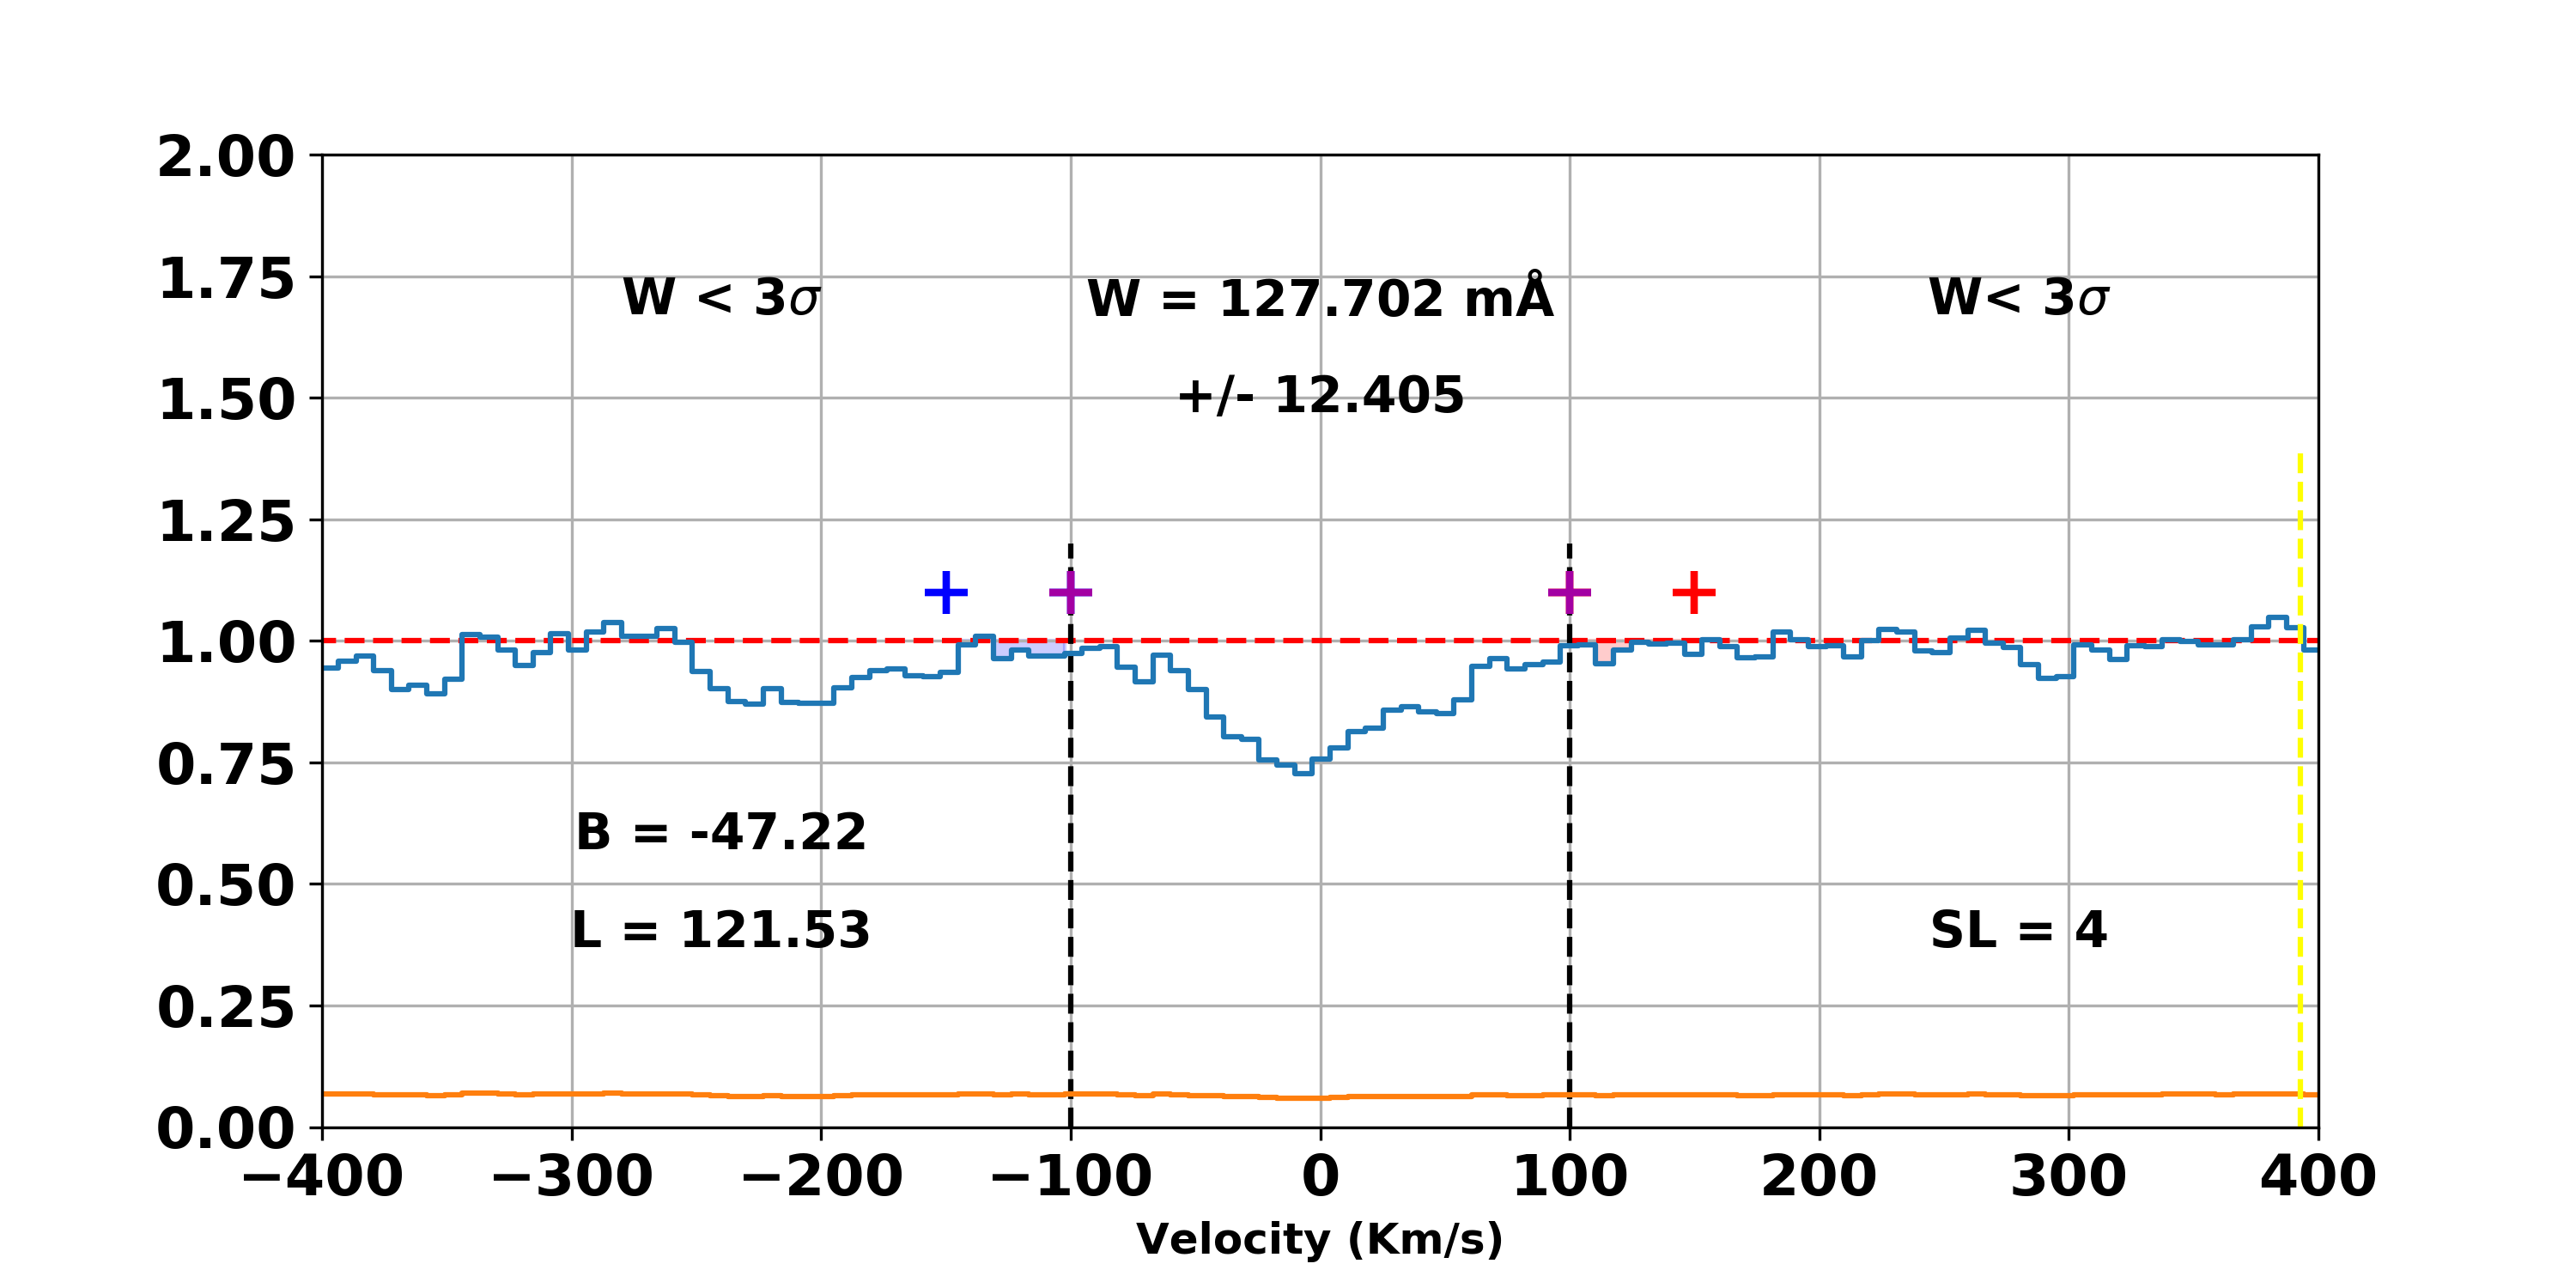 2.00
1.75
W < 3σ
W = 127.702 mÅ
W< 3σ
1.50
+/- 12.405
1.25
1.00
0.75
B = -47.22
0.50
L = 121.53
SL = 4
0.25
0.00
−400 −300 −200 −100 0 100 200 300 400
Velocity (Km/s)